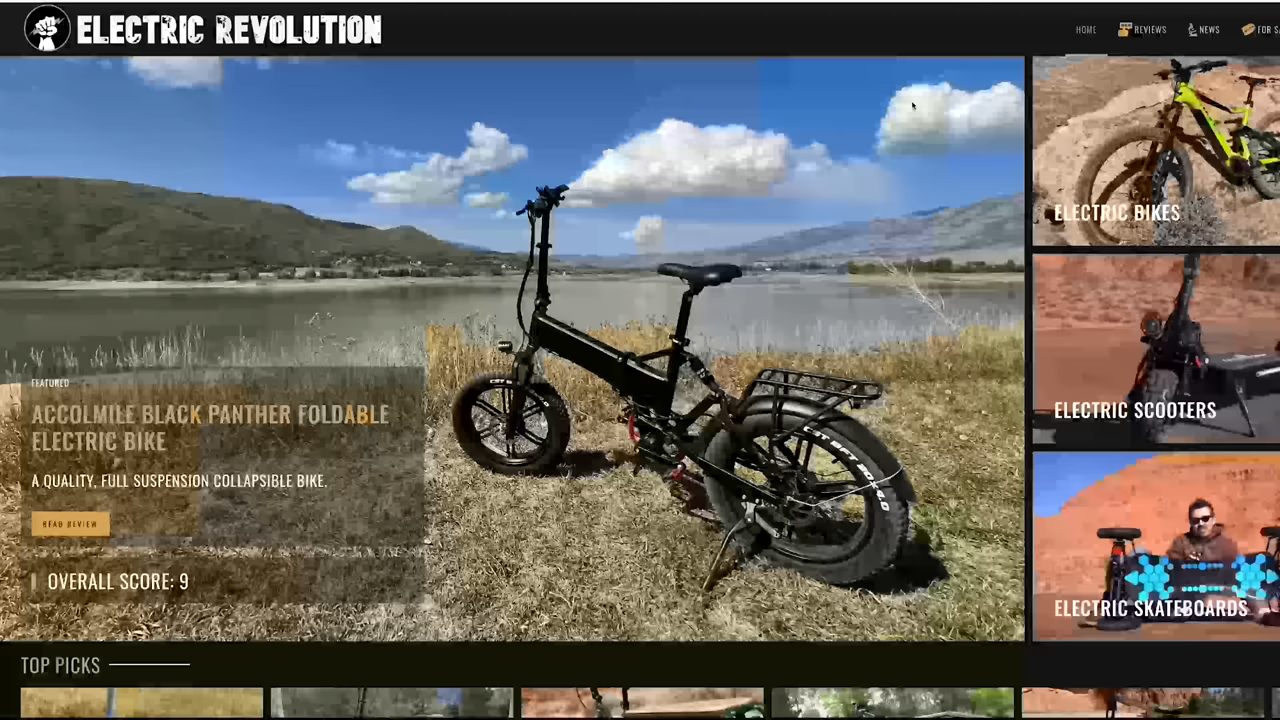 ELECTRIC REVOLUTION
HOME
REVIEWS
NEWS
FOR
FEATURED
ACCOLMILE BLACK PANTHER FOLDABLE
ELECTRIC BIKE
A QUALITY, FULL SUSPENSION COLLAPSIBLE BIKE.
READ REVIEW
OVERALL SCORE: 9
ELECTRIC BIKES
ELECTRIC SCOOTERS
ELECTRIC SKATEBOARDS
TOP PICKS